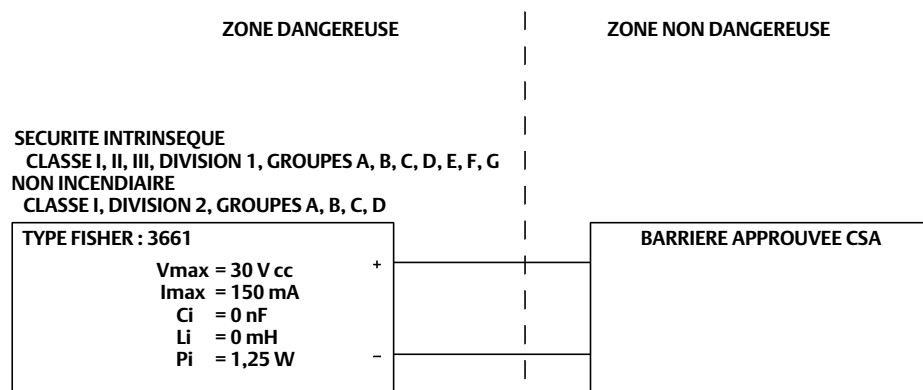 ZONE DANGEREUSE
ZONE NON DANGEREUSE
SECURITE INTRINSEQUE
CLASSE I, II, III, DIVISION 1, GROUPES A, B, C, D, E, F, G
NON INCENDIAIRE
CLASSE I, DIVISION 2, GROUPES A, B, C, D
TYPE FISHER : 3661
Vmax = 30 V cc
Imax = 150 mA
Ci = 0 nF
Li = 0 mH
Pi = 1,25 W
+
−
BARRIERE APPROUVEE CSA